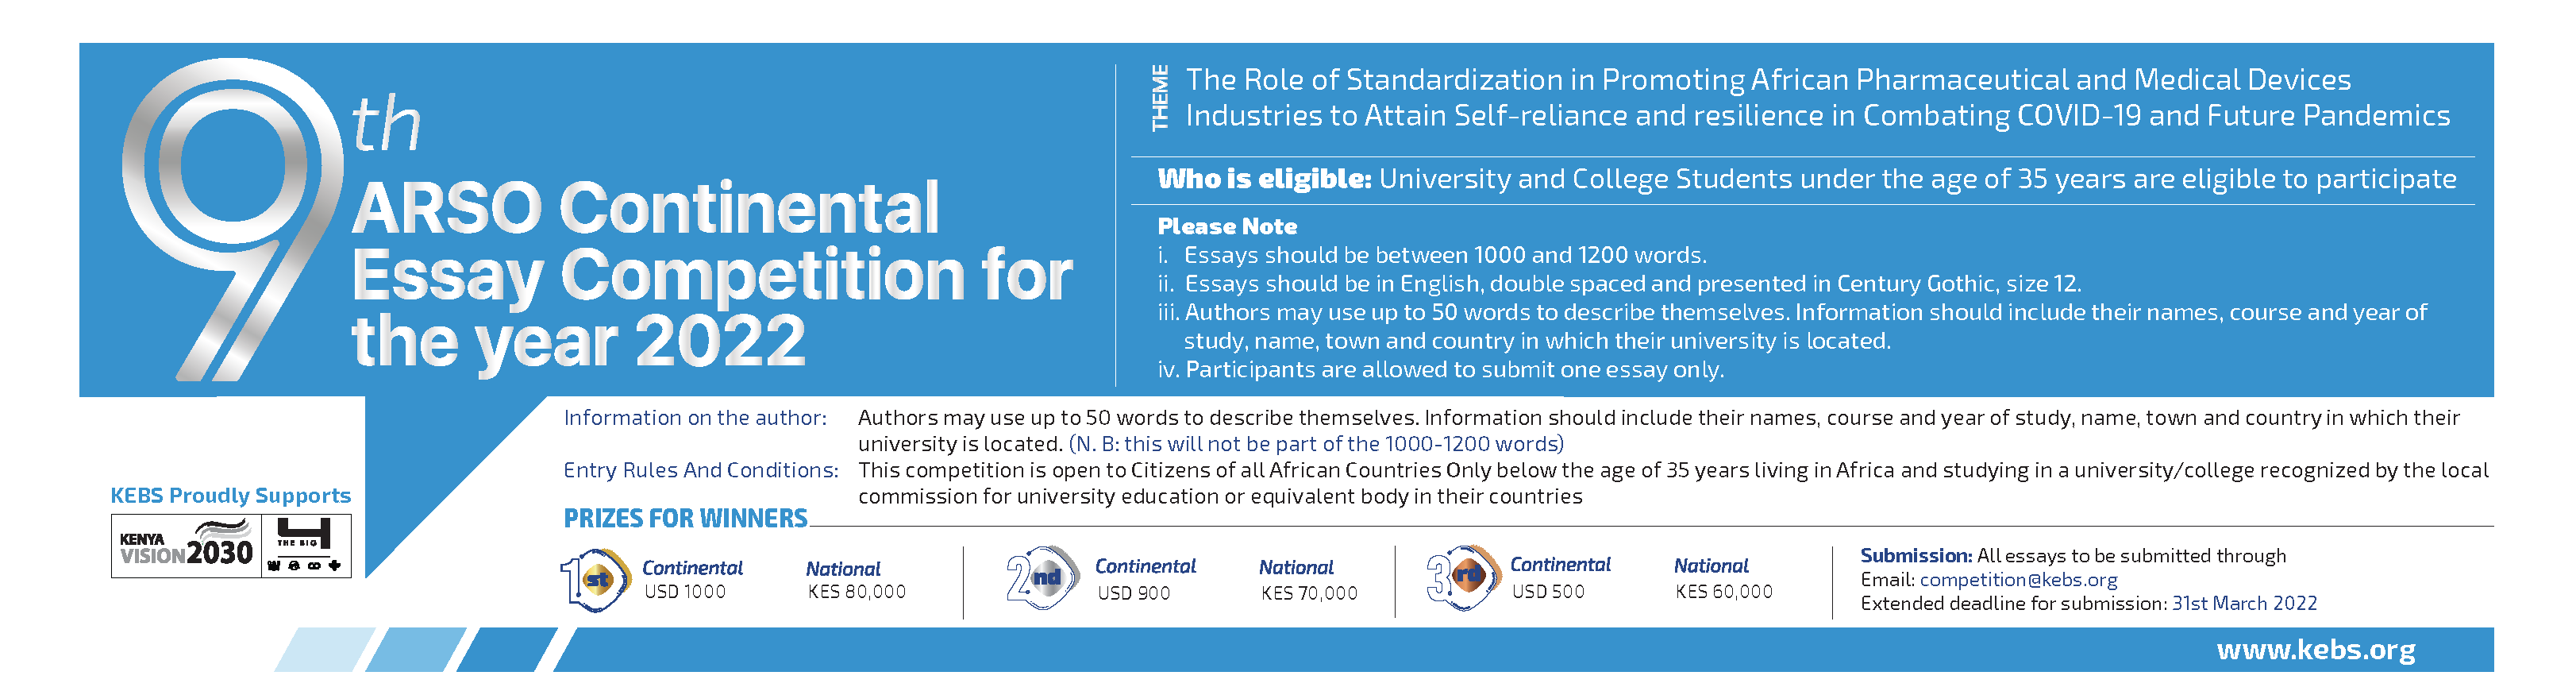 9th
ARSO Continental
Essay Competition for
the year 2022
THEME
The Role of Standardization in Promoting African Pharmaceutical and Medical Devices
Industries to Attain Self-reliance and resilience in Combating COVID-19 and Future Pandemics
Who is eligible: University and College Students under the age of 35 years are eligible to participate
Please Note
i. Essays should be between 1000 and 1200 words.
ii. Essays should be in English, double spaced and presented in Century Gothic, size 12.
iii. Authors may use up to 50 words to describe themselves. Information should include their names, course and year of
study, name, town and country in which their university is located.
iv. Participants are allowed to submit one essay only.
Information on the author: Authors may use up to 50 words to describe themselves. Information should include their names, course and year of study, name, town and country in which their
university is located. (N. B: this will not be part of the 1000-1200 words)
Entry Rules And Conditions: This competition is open to Citizens of all African Countries Only below the age of 35 years living in Africa and studying in a university/college recognized by the local
commission for university education or equivalent body in their countries
KEBS Proudly Supports
KENYA
VISION 2030
THE BIG 4
PRIZES FOR WINNERS
1st Continental National
USD 1000 KES 80,000
2nd Continental National
USD 900 KES 70,000
3rd Continental National
USD 500 KES 60,000
Submission: All essays to be submitted through
Email: competition@kebs.org
Extended deadline for submission: 31st March 2022
www.kebs.org